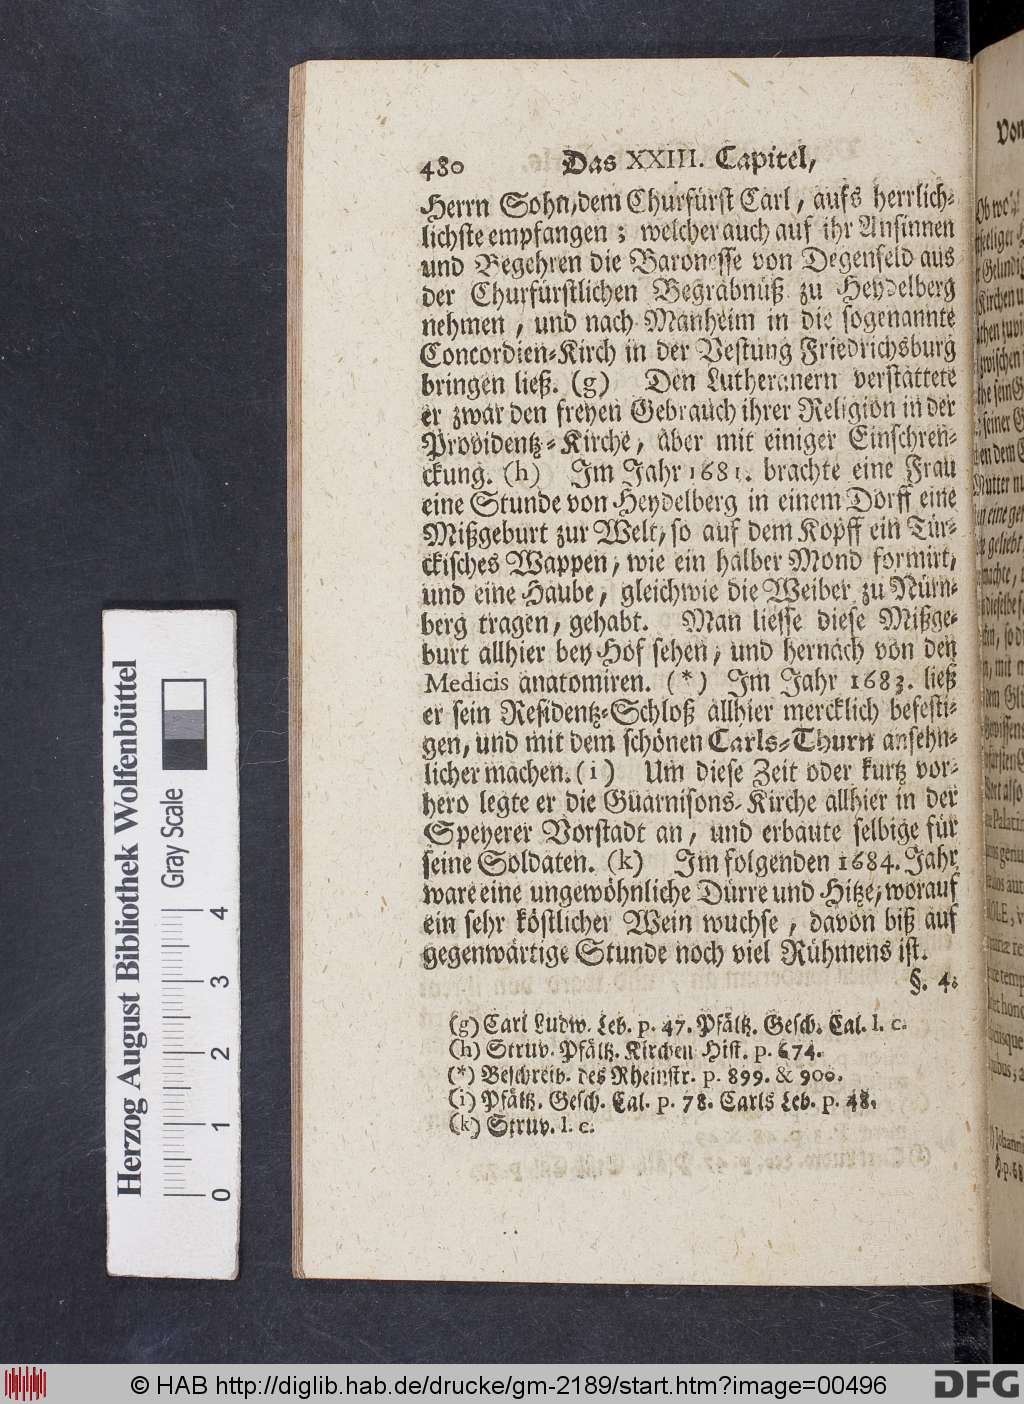 480 Das XXIII. Capitel,
Herrn Sohn, dem Churfürst Carl, aufs herrlich-
lichste empfangen; welcher auch auf ihr Ansinnen
und Begehren die Baronesse von Degenfeld aus
der Churfürstlichen Begräbnüß zu Heydelberg
nehmen, und nach Manheim in die sogenannte
Concordien-Kirch in der Vestung Friedrichsburg
bringen ließ. (g) Den Lutheranern verstattete
er zwar den freyen Gebrauch ihrer Religion in der
Providentz-Kirche, aber mit einiger Einschren-
ckung. (h) Im Jahr 1681. brachte eine Frau
eine Stunde von Heydelberg in einem Dorff eine
Mißgeburt zur Welt, so auf dem Kopff ein Tür-
ckisches Wappen, wie ein halber Mond formirt,
und eine Haube, gleichwie die Weiber zu Nürn-
berg tragen, gehabt. Man liesse diese Mißge-
burt allhier bey Hof sehen, und hernach von den
Medicis anatomiren. (*) Im Jahr 1683. ließ
er sein Residentz-Schloß allhier mercklich befesti-
gen, und mit dem schönen Carls-Thurn ansehn-
licher machen. (i) Um diese Zeit oder kurtz vor-
hero legte er die Guarnisons-Kirche allhier in der
Speyerer Vorstadt an, und erbaute selbige für
seine Soldaten. (k) Im folgenden 1684. Jahr
ware eine ungewöhnliche Dürre und Hitze, worauf
ein sehr köstlicher Wein wuchse, davon biß auf
gegenwärtige Stunde noch viel Rühmens ist.
§. 4.
(g) Carl Ludw. Leb. p. 47. Pfältz. Gesch. Cal. l. c.
(h) Struv. Pfältz. Kirchen Hist. p. 674.
(*) Beschreib. des Rheinstr. p. 899. & 900.
(i) Pfältz. Gesch. Cal. p. 78. Carls Leb. p. 48.
(k) Struv. l. c.
Herzog August Bibliothek Wolfenbüttel
Gray Scale
0 1 2 3 4
© HAB http://diglib.hab.de/drucke/gm-2189/start.htm?image=00496
DFG